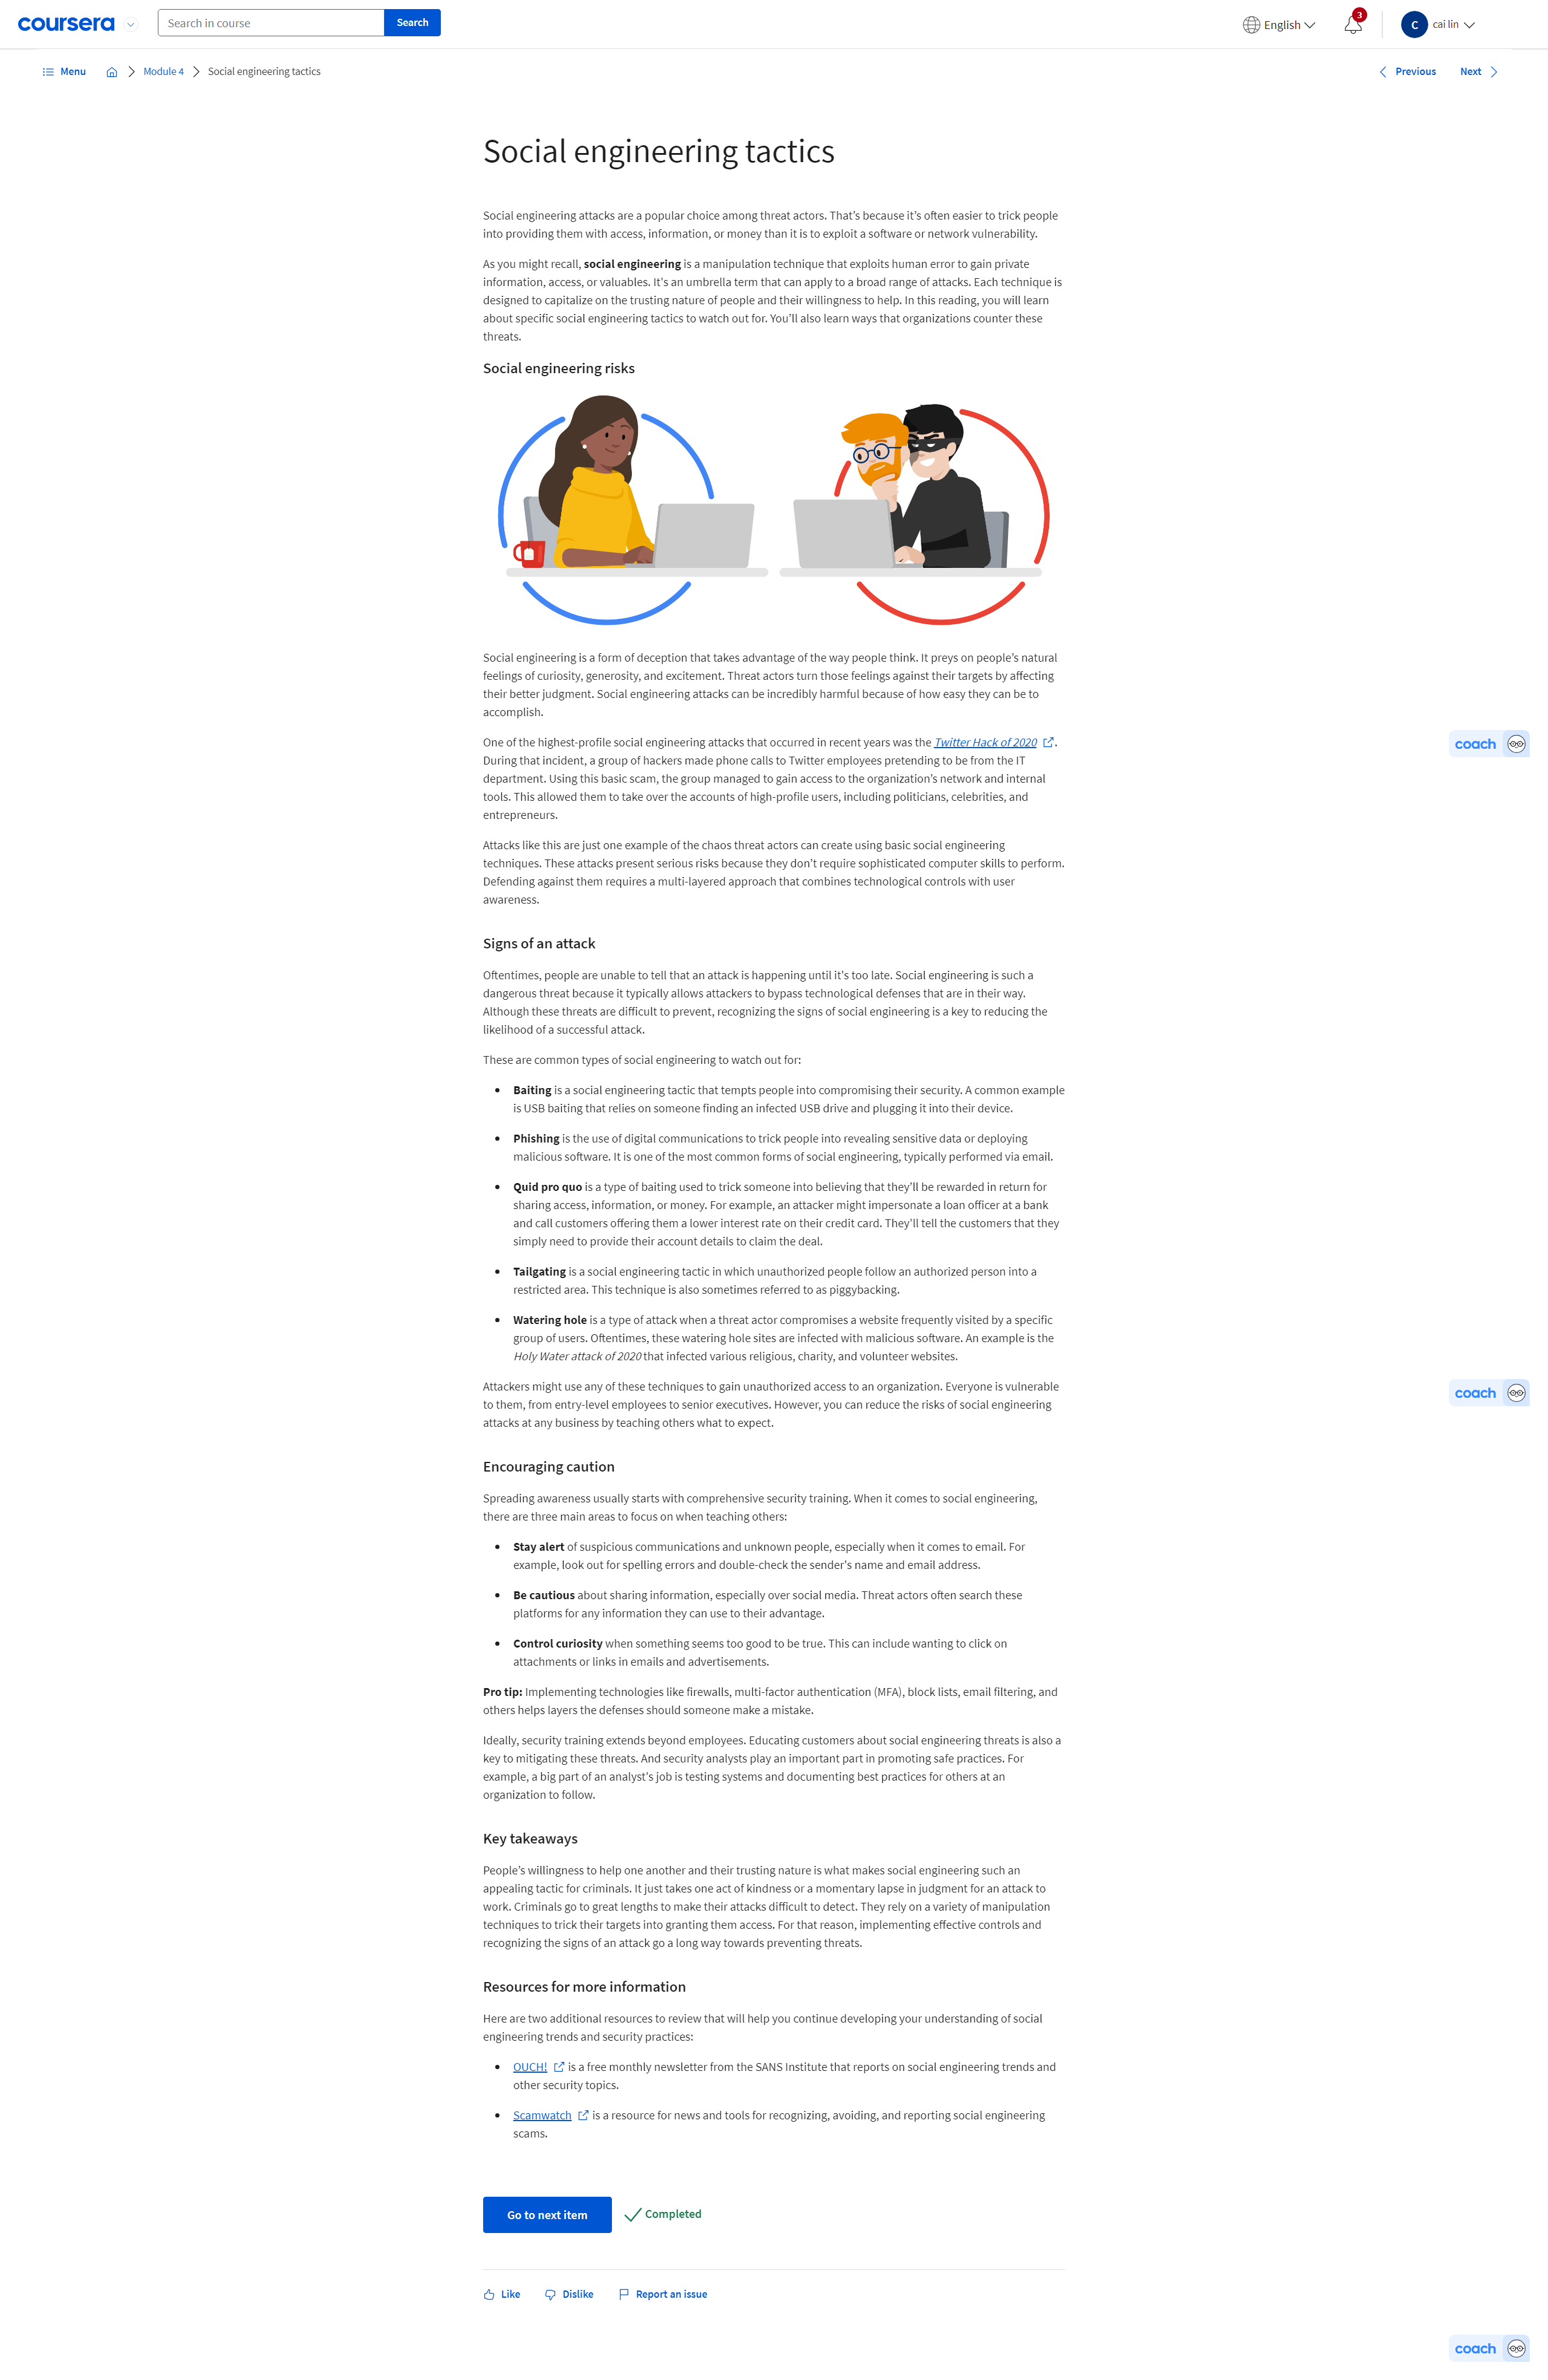 coursera
Search in course
Search
English
3
C
cai lin
Menu
Module 4
Social engineering tactics
Previous
Next
Social engineering tactics
Social engineering attacks are a popular choice among threat actors. That’s because it’s often easier to trick people
into providing them with access, information, or money than it is to exploit a software or network vulnerability.
As you might recall, social engineering is a manipulation technique that exploits human error to gain private
information, access, or valuables. It's an umbrella term that can apply to a broad range of attacks. Each technique is
designed to capitalize on the trusting nature of people and their willingness to help. In this reading, you will learn
about specific social engineering tactics to watch out for. You’ll also learn ways that organizations counter these
threats.
Social engineering risks
Social engineering is a form of deception that takes advantage of the way people think. It preys on people’s natural
feelings of curiosity, generosity, and excitement. Threat actors turn those feelings against their targets by affecting
their better judgment. Social engineering attacks can be incredibly harmful because of how easy they can be to
accomplish.
One of the highest-profile social engineering attacks that occurred in recent years was the Twitter Hack of 2020.
During that incident, a group of hackers made phone calls to Twitter employees pretending to be from the IT
department. Using this basic scam, the group managed to gain access to the organization’s network and internal
tools. This allowed them to take over the accounts of high-profile users, including politicians, celebrities, and
entrepreneurs.
coach
Attacks like this are just one example of the chaos threat actors can create using basic social engineering
techniques. These attacks present serious risks because they don’t require sophisticated computer skills to perform.
Defending against them requires a multi-layered approach that combines technological controls with user
awareness.
Signs of an attack
Oftentimes, people are unable to tell that an attack is happening until it's too late. Social engineering is such a
dangerous threat because it typically allows attackers to bypass technological defenses that are in their way.
Although these threats are difficult to prevent, recognizing the signs of social engineering is a key to reducing the
likelihood of a successful attack.
These are common types of social engineering to watch out for:
Baiting is a social engineering tactic that tempts people into compromising their security. A common example
is USB baiting that relies on someone finding an infected USB drive and plugging it into their device.
Phishing is the use of digital communications to trick people into revealing sensitive data or deploying
malicious software. It is one of the most common forms of social engineering, typically performed via email.
Quid pro quo is a type of baiting used to trick someone into believing that they’ll be rewarded in return for
sharing access, information, or money. For example, an attacker might impersonate a loan officer at a bank
and call customers offering them a lower interest rate on their credit card. They’ll tell the customers that they
simply need to provide their account details to claim the deal.
Tailgating is a social engineering tactic in which unauthorized people follow an authorized person into a
restricted area. This technique is also sometimes referred to as piggybacking.
Watering hole is a type of attack when a threat actor compromises a website frequently visited by a specific
group of users. Oftentimes, these watering hole sites are infected with malicious software. An example is the
Holy Water attack of 2020 that infected various religious, charity, and volunteer websites.
Attackers might use any of these techniques to gain unauthorized access to an organization. Everyone is vulnerable
to them, from entry-level employees to senior executives. However, you can reduce the risks of social engineering
attacks at any business by teaching others what to expect.
coach
Encouraging caution
Spreading awareness usually starts with comprehensive security training. When it comes to social engineering,
there are three main areas to focus on when teaching others:
Stay alert of suspicious communications and unknown people, especially when it comes to email. For
example, look out for spelling errors and double-check the sender's name and email address.
Be cautious about sharing information, especially over social media. Threat actors often search these
platforms for any information they can use to their advantage.
Control curiosity when something seems too good to be true. This can include wanting to click on
attachments or links in emails and advertisements.
Pro tip: Implementing technologies like firewalls, multi-factor authentication (MFA), block lists, email filtering, and
others helps layers the defenses should someone make a mistake.
Ideally, security training extends beyond employees. Educating customers about social engineering threats is also a
key to mitigating these threats. And security analysts play an important part in promoting safe practices. For
example, a big part of an analyst's job is testing systems and documenting best practices for others at an
organization to follow.
Key takeaways
People’s willingness to help one another and their trusting nature is what makes social engineering such an
appealing tactic for criminals. It just takes one act of kindness or a momentary lapse in judgment for an attack to
work. Criminals go to great lengths to make their attacks difficult to detect. They rely on a variety of manipulation
techniques to trick their targets into granting them access. For that reason, implementing effective controls and
recognizing the signs of an attack go a long way towards preventing threats.
Resources for more information
Here are two additional resources to review that will help you continue developing your understanding of social
engineering trends and security practices:
OUCH! is a free monthly newsletter from the SANS Institute that reports on social engineering trends and
other security topics.
Scamwatch is a resource for news and tools for recognizing, avoiding, and reporting social engineering
scams.
Go to next item
Completed
Like
Dislike
Report an issue
coach